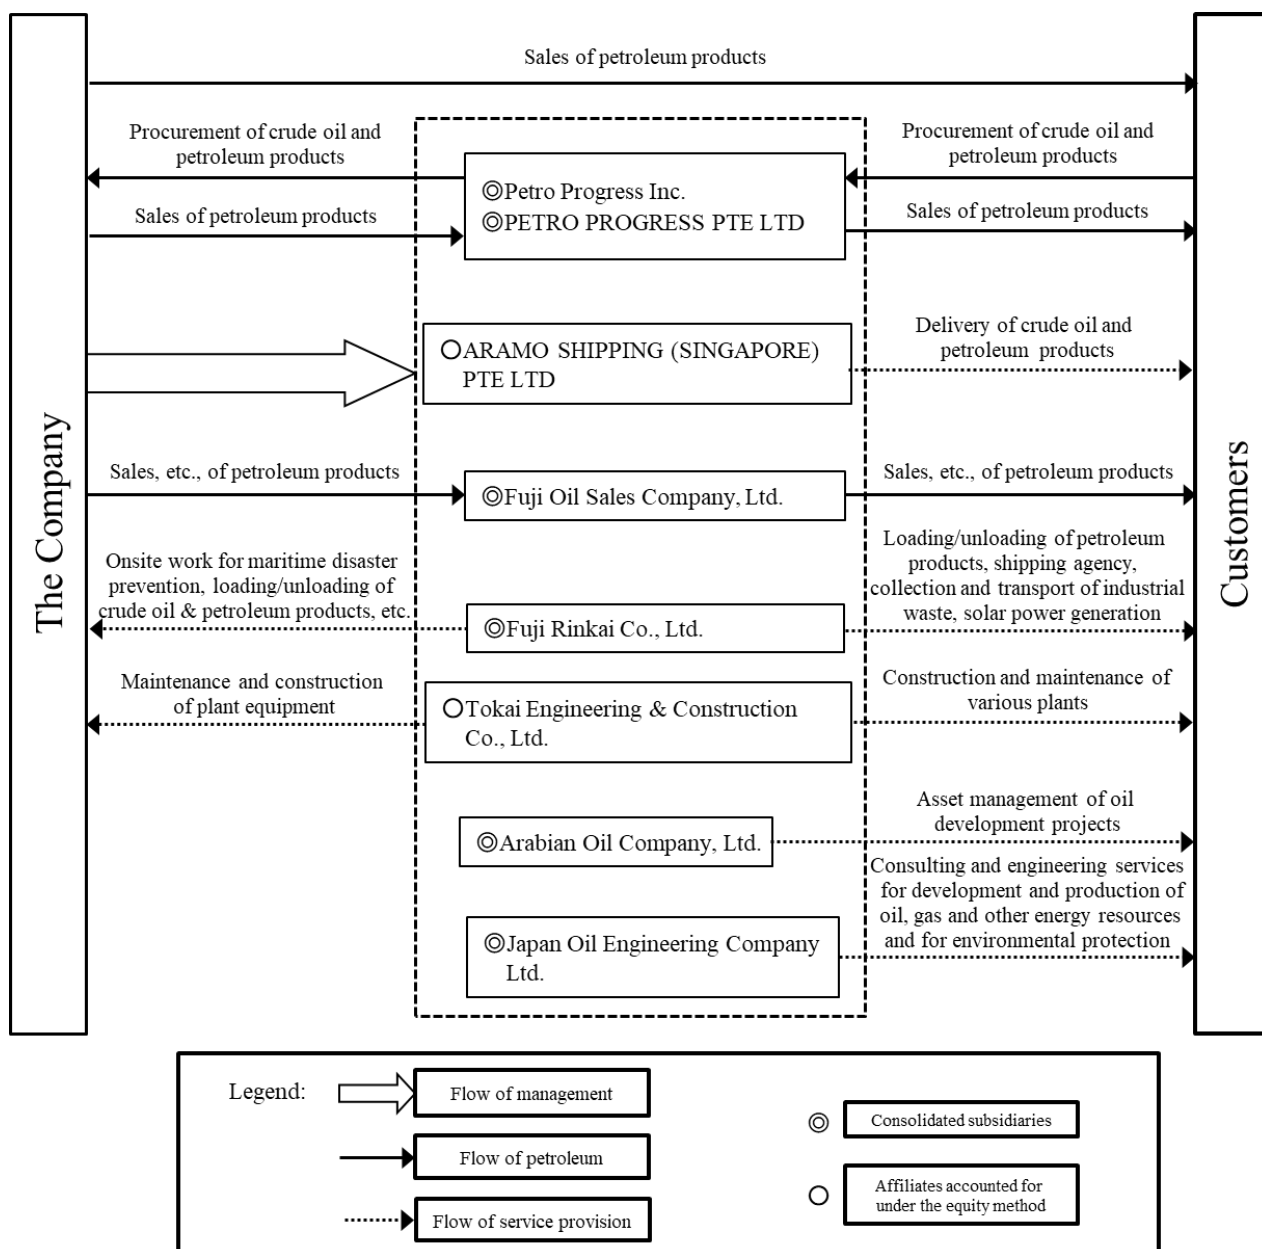 Sales of petroleum products
Procurement of crude oil and
petroleum products
Procurement of crude oil and
petroleum products
◎Petro Progress Inc.
◎PETRO PROGRESS PTE LTD
Sales of petroleum products
Sales of petroleum products
○ARAMO SHIPPING (SINGAPORE)
PTE LTD
Delivery of crude oil and
petroleum products
The Company
Customers
Sales, etc., of petroleum products
◎Fuji Oil Sales Company, Ltd.
Sales, etc., of petroleum products
Onsite work for maritime disaster
prevention, loading/unloading of
crude oil & petroleum products, etc.
◎Fuji Rinkai Co., Ltd.
Loading/unloading of petroleum
products, shipping agency,
collection and transport of industrial
waste, solar power generation
Maintenance and construction
of plant equipment
○Tokai Engineering & Construction
Co., Ltd.
Construction and maintenance of
various plants
◎Arabian Oil Company, Ltd.
Asset management of oil
development projects
◎Japan Oil Engineering Company
Ltd.
Consulting and engineering services
for development and production of
oil, gas and other energy resources
and for environmental protection
Legend:
Flow of management
Flow of petroleum
Flow of service provision
◎ Consolidated subsidiaries
○ Affiliates accounted for
under the equity method